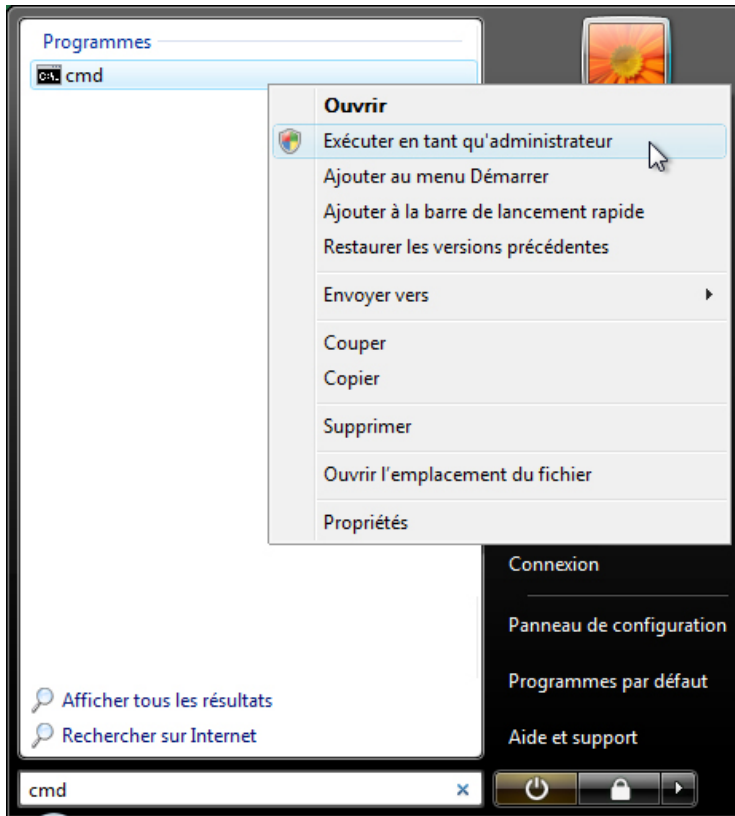 Programmes
cmd
Ouvrir
Exécuter en tant qu'administrateur
Ajouter au menu Démarrer
Ajouter à la barre de lancement rapide
Restaurer les versions précédentes
Envoyer vers
Couper
Copier
Supprimer
Ouvrir l'emplacement du fichier
Propriétés
Connexion
Panneau de configuration
Programmes par défaut
Aide et support
Afficher tous les résultats
Rechercher sur Internet
cmd